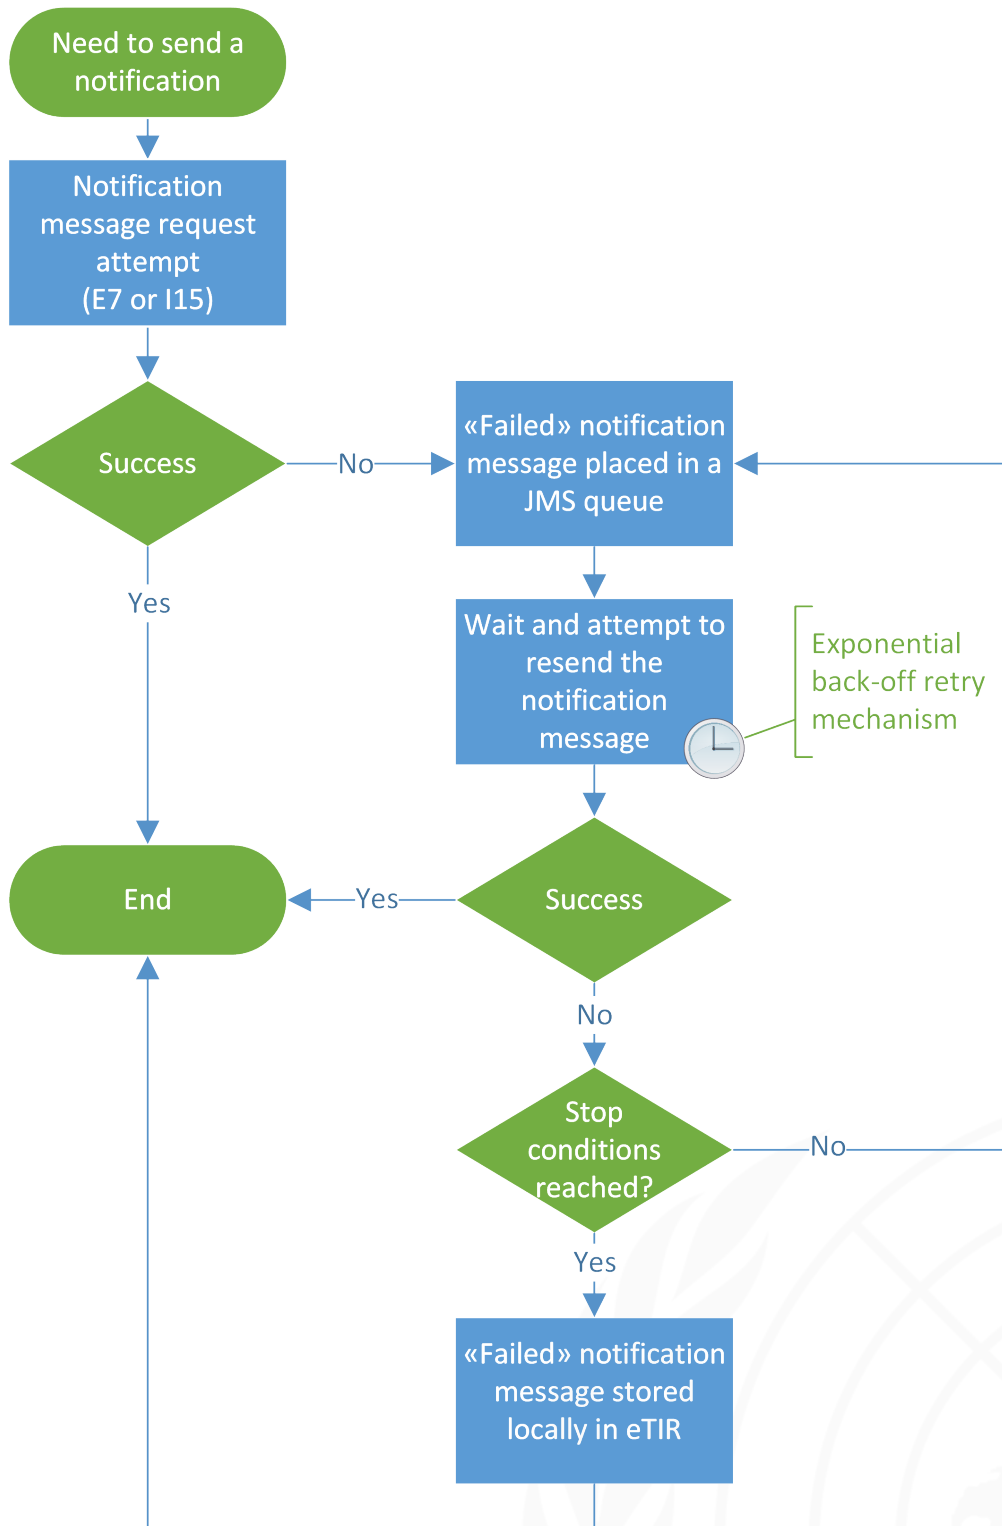 Need to send a
notification
Notification
message request
attempt
(E7 or I15)
Success
No
«Failed» notification
message placed in a
JMS queue
Yes
Wait and attempt to
resend the
notification
message
Exponential
back-off retry
mechanism
End
Yes
Success
No
Stop
conditions
reached?
No
Yes
«Failed» notification
message stored
locally in eTIR